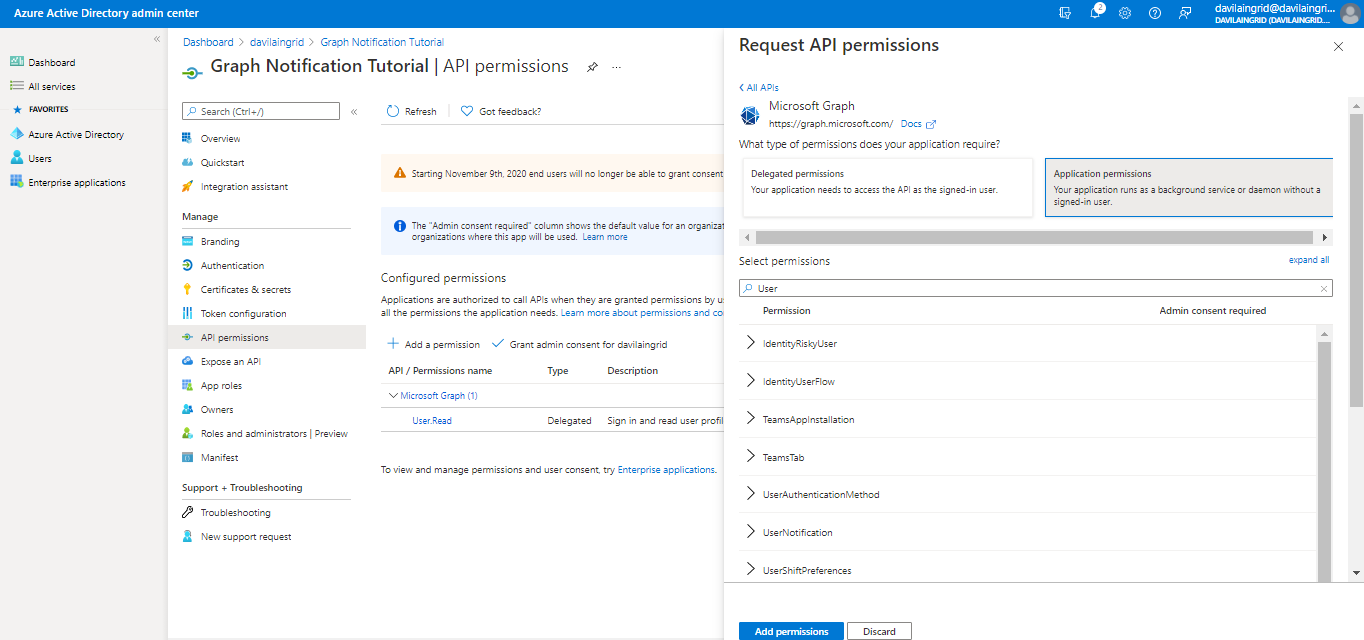 Azure Active Directory admin center
2
davilaingrid@davilaingri...
DAVILAINGRID (DAVILAINGRID....
Dashboard
All services
FAVORITES
Azure Active Directory
Users
Enterprise applications
Dashboard > davilaingrid > Graph Notification Tutorial
Graph Notification Tutorial | API permissions
Search (Ctrl+/)
Overview
Quickstart
Integration assistant
Manage
Branding
Authentication
Certificates & secrets
Token configuration
API permissions
Expose an API
App roles
Owners
Roles and administrators | Preview
Manifest
Support + Troubleshooting
Troubleshooting
New support request
Refresh
Got feedback?
Starting November 9th, 2020 end users will no longer be able to grant consent
The "Admin consent required" column shows the default value for an organiza
organizations where this app will be used. Learn more
Configured permissions
Applications are authorized to call APIs when they are granted permissions by u
all the permissions the application needs. Learn more about permissions and co
Add a permission
Grant admin consent for davilaingrid
API / Permissions name Type Description
Microsoft Graph (1)
User.Read Delegated Sign in and read user profil
To view and manage permissions and user consent, try Enterprise applications.
Request API permissions
All APIs
Microsoft Graph
https://graph.microsoft.com/ Docs
What type of permissions does your application require?
Delegated permissions
Your application needs to access the API as the signed-in user.
Application permissions
Your application runs as a background service or daemon without a
signed-in user.
Select permissions
expand all
User
Permission Admin consent required
IdentityRiskyUser
IdentityUserFlow
TeamsAppInstallation
TeamsTab
UserAuthenticationMethod
UserNotification
UserShiftPreferences
Add permissions
Discard